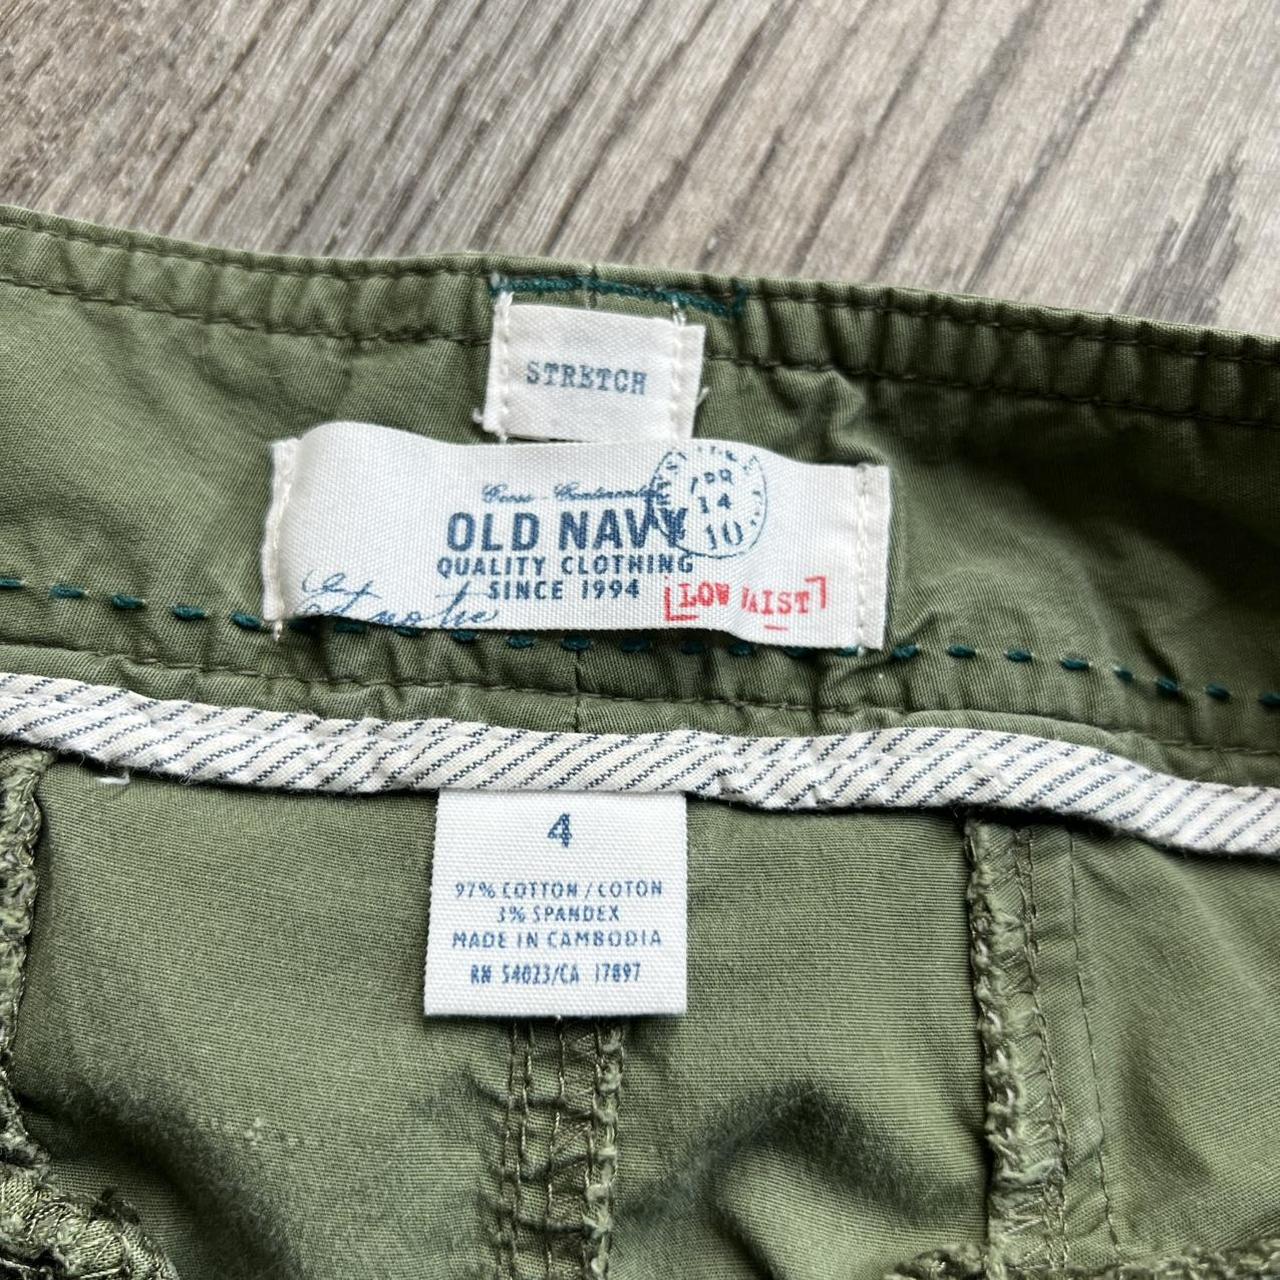 STRETCH
APR
14
10
OLD NAVY
QUALITY CLOTHING
SINCE 1994
LOW WAIST
4
97% COTTON / COTON
3% SPANDEX
MADE IN CAMBODIA
RN 54023/CA 17897